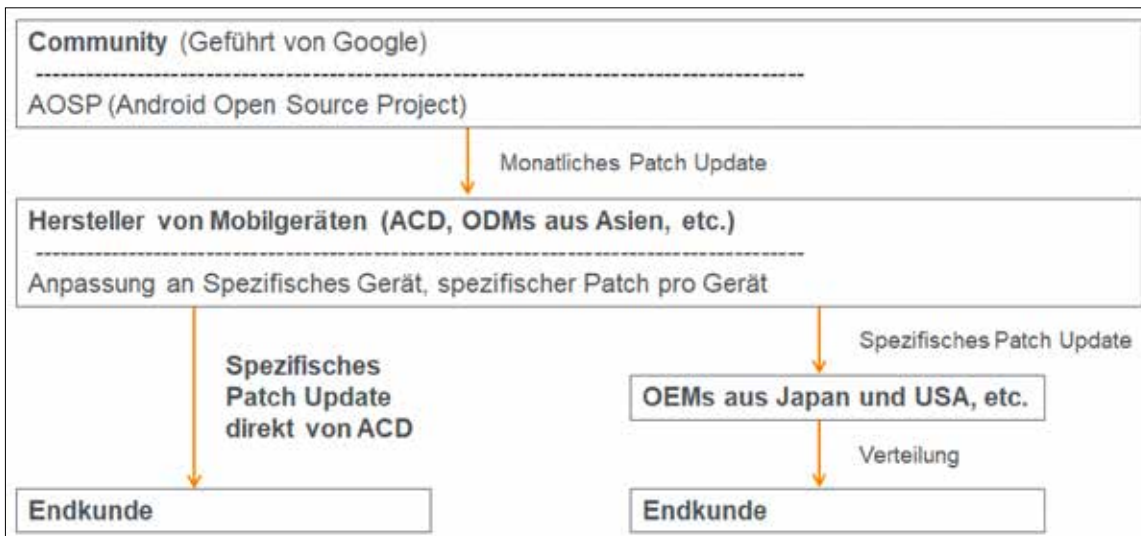 Community (Geführt von Google)
AOSP (Android Open Source Project)
Monatliches Patch Update
Hersteller von Mobilgeräten (ACD, ODMs aus Asien, etc.)
Anpassung an Spezifisches Gerät, spezifischer Patch pro Gerät
Spezifisches
Patch Update
direkt von ACD
Spezifisches Patch Update
OEMs aus Japan und USA, etc.
Verteilung
Endkunde
Endkunde